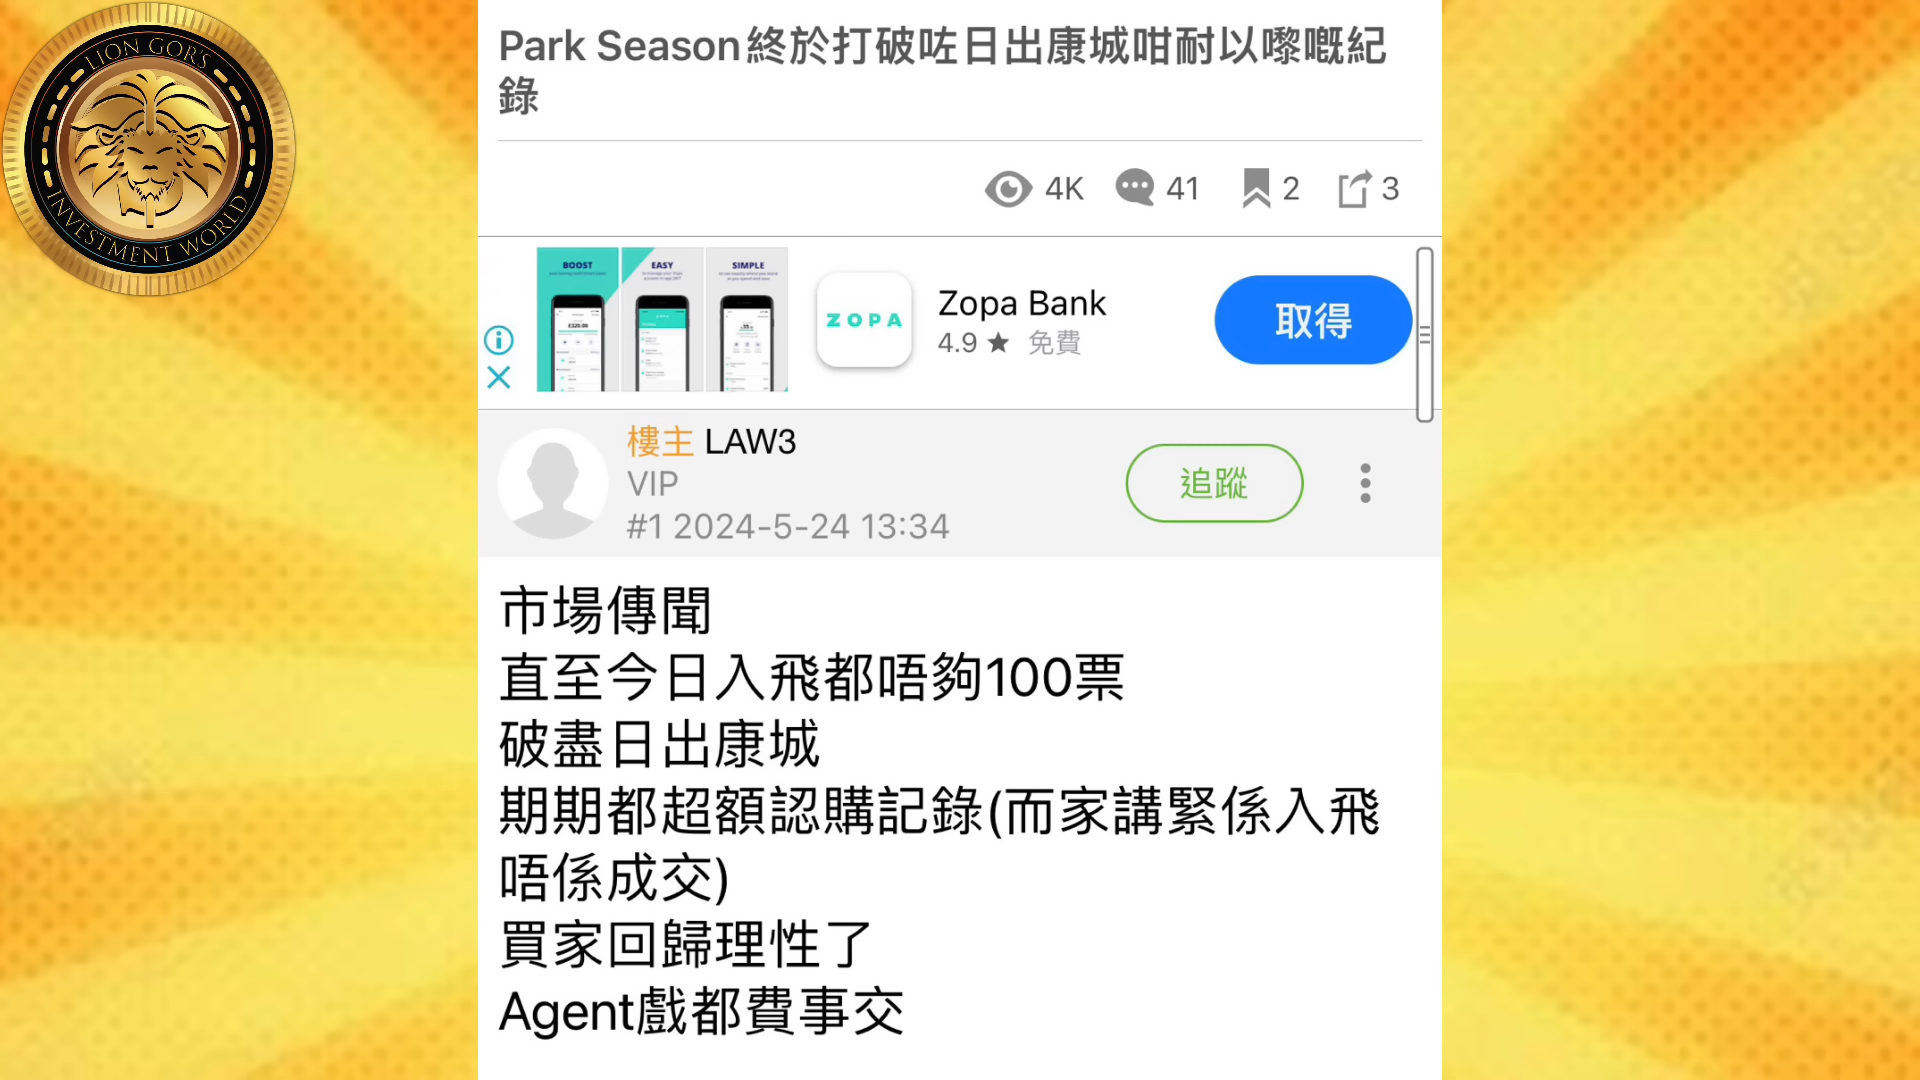 LION GOR'S
INVESTMENT WORLD
Park Season終於打破咗日出康城咁耐以嚟嘅紀
錄
4K
41
2
3
BOOST
EASY
SIMPLE
ZOPA
Zopa Bank
4.9 ★ 免費
取得
樓主 LAW3
VIP
#1 2024-5-24 13:34
追蹤
市場傳聞
直至今日入飛都唔夠100票
破盡日出康城
期期都超額認購記錄(而家講緊係入飛
唔係成交)
買家回歸理性了
Agent戲都費事交